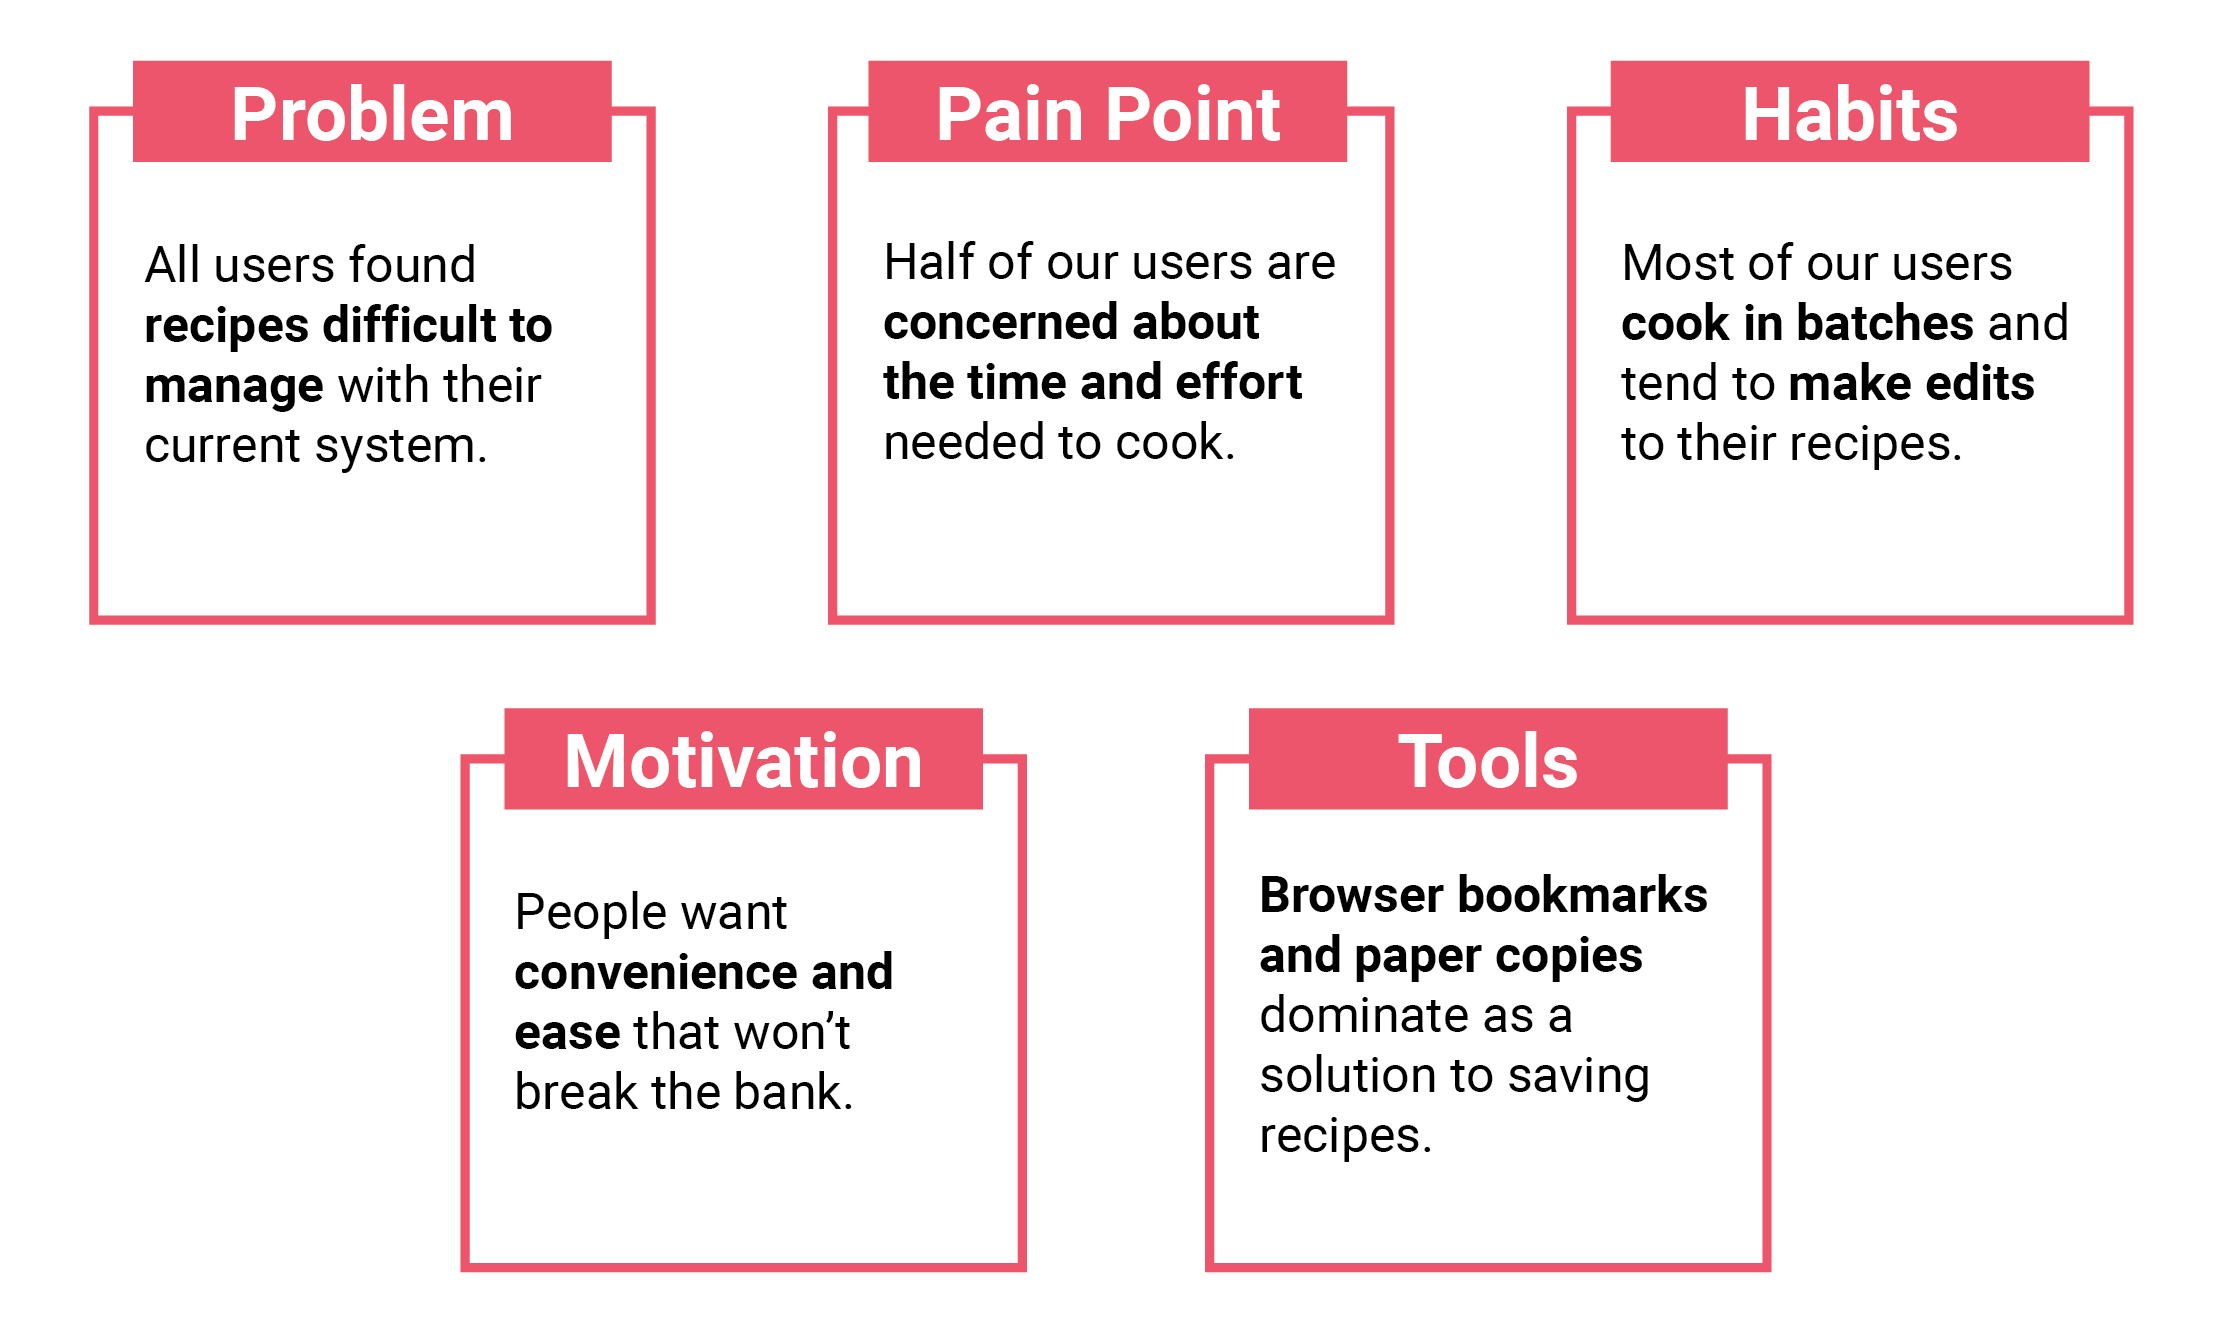 Problem
All users found
recipes difficult to
manage with their
current system.
Pain Point
Half of our users are
concerned about
the time and effort
needed to cook.
Habits
Most of our users
cook in batches and
tend to make edits
to their recipes.
Motivation
People want
convenience and
ease that won’t
break the bank.
Tools
Browser bookmarks
and paper copies
dominate as a
solution to saving
recipes.